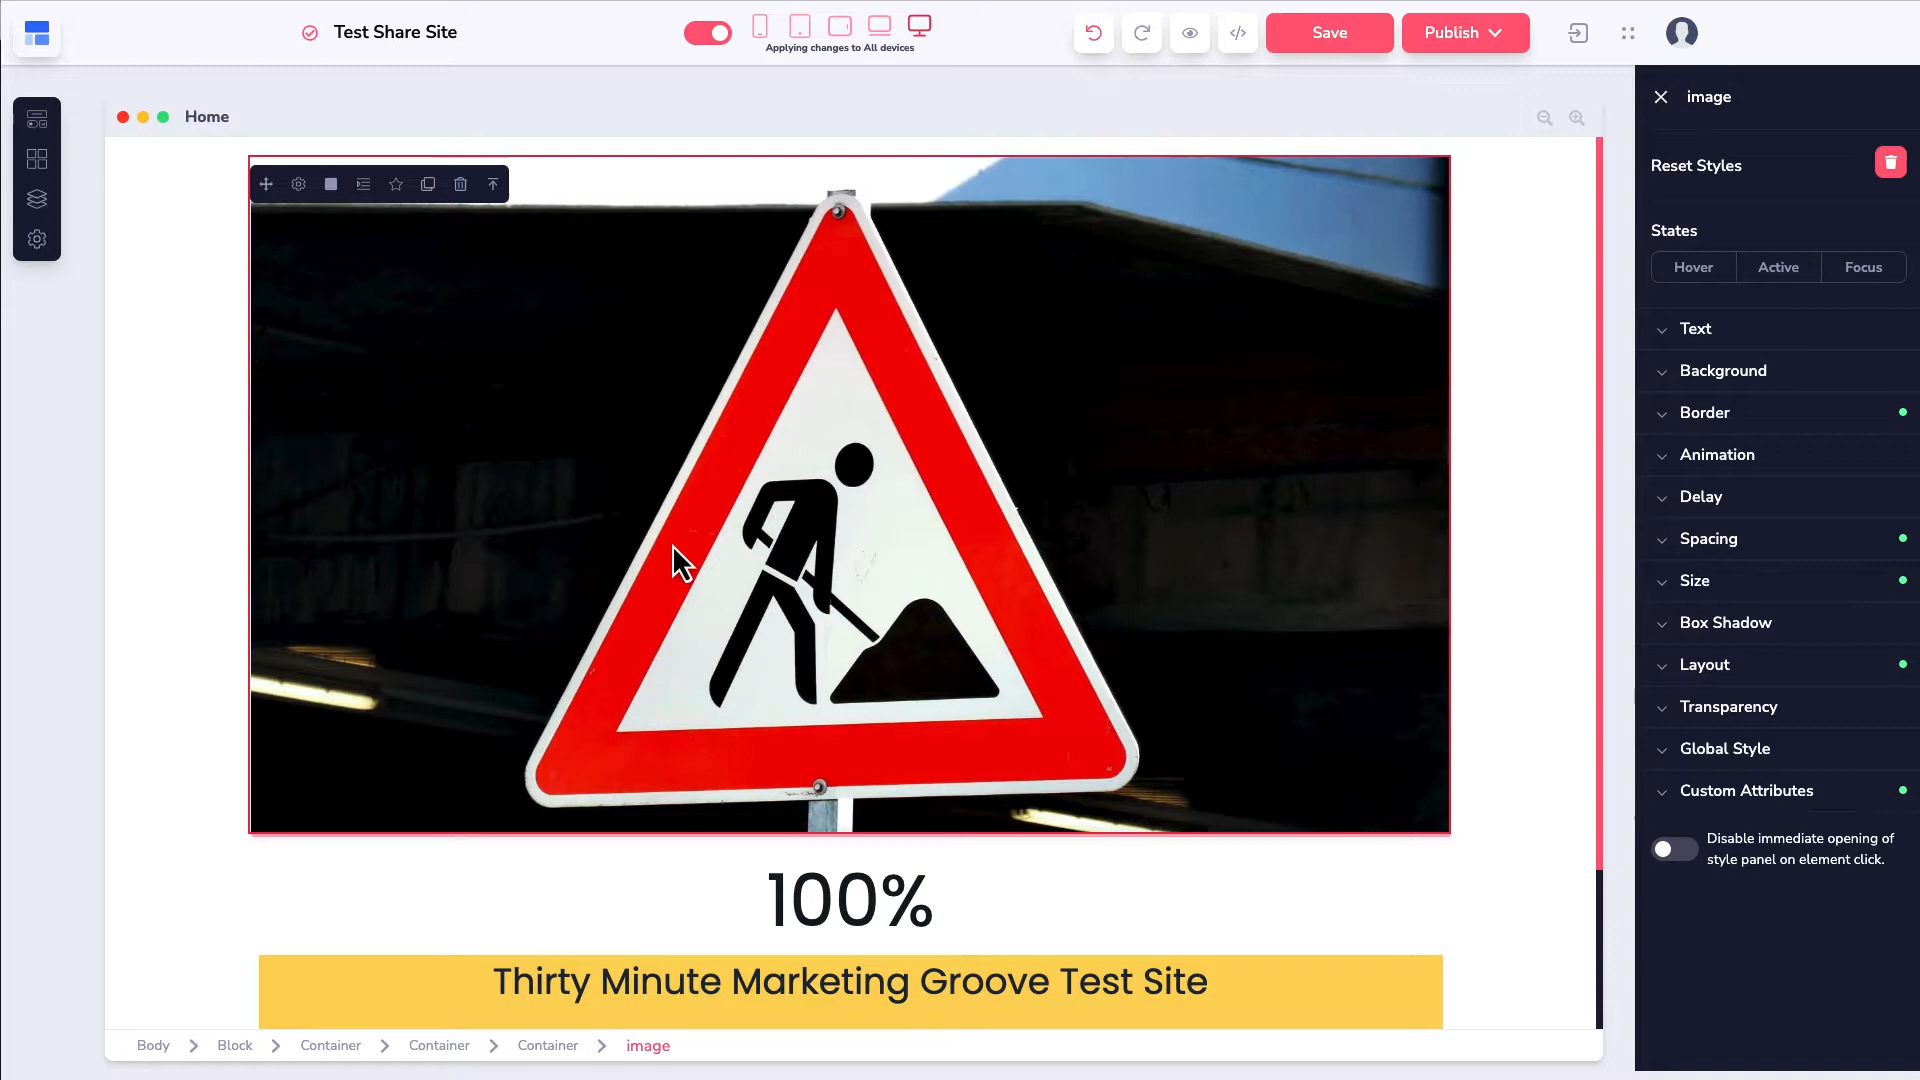 Test Share Site
Applying changes to All devices
Save
Publish
Home
image
Reset Styles
States
Hover Active Focus
Text
Background
Border
Animation
Delay
Spacing
Size
Box Shadow
Layout
Transparency
Global Style
Custom Attributes
Disable immediate opening of
style panel on element click.
100%
Thirty Minute Marketing Groove Test Site
Body Block Container Container Container image